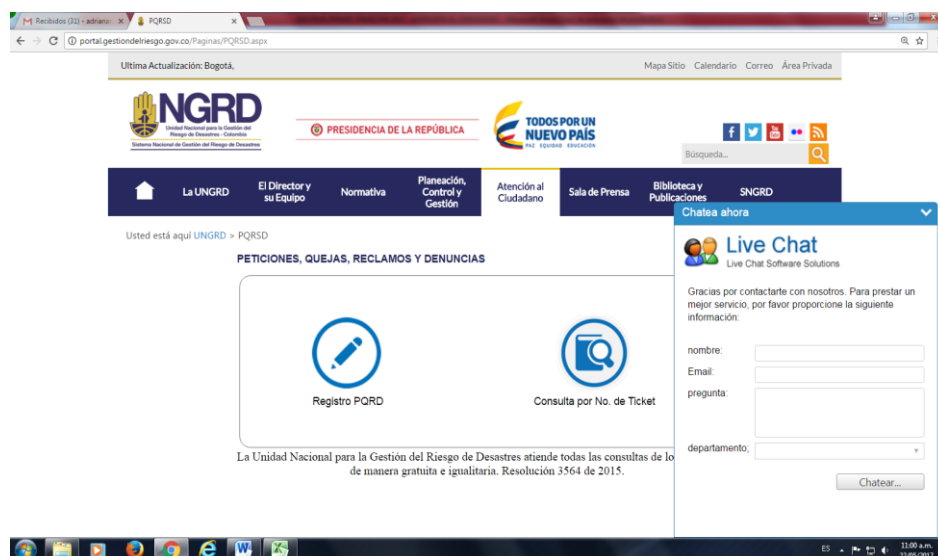 Recibidos (31) - adriana
PQRSD
portal.gestiondelriesgo.gov.co/Paginas/PQRSD.aspx
Ultima Actualización: Bogotá,
Mapa Sitio Calendario Correo Área Privada
NGRD
Unidad Nacional para la Gestión del
Riesgo de Desastres - Colombia
Sistema Nacional de Gestión del Riesgo de Desastres
PRESIDENCIA DE LA REPÚBLICA
TODOS POR UN
NUEVO PAÍS
PAZ EQUIDAD EDUCACIÓN
Búsqueda...
La UNGRD
El Director y
su Equipo
Normativa
Planeación,
Control y
Gestión
Atención al
Ciudadano
Sala de Prensa
Biblioteca y
Publicaciones
SNGRD
Usted está aquí UNGRD > PQRSD
PETICIONES, QUEJAS, RECLAMOS Y DENUNCIAS
Registro PQRD
Consulta por No. de Ticket
La Unidad Nacional para la Gestión del Riesgo de Desastres atiende todas las consultas de lo
de manera gratuita e igualitaria. Resolución 3564 de 2015.
Chatea ahora
Live Chat
Live Chat Software Solutions
Gracias por contactarte con nosotros. Para prestar un
mejor servicio, por favor proporcione la siguiente
información:
nombre:
Email:
pregunta:
departamento:
Chatear...
ES
11:00 a.m.